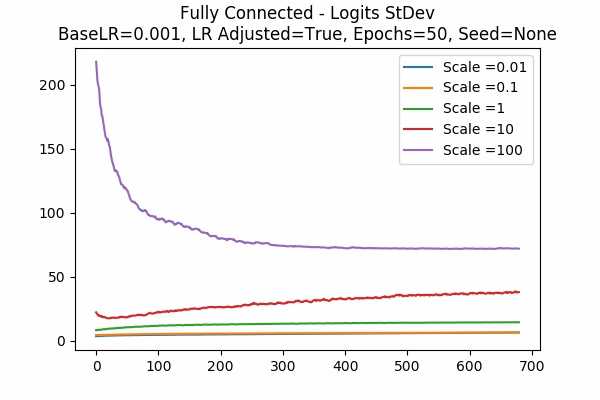 Fully Connected - Logits StDev
BaseLR=0.001, LR Adjusted=True, Epochs=50, Seed=None
Scale =0.01
Scale =0.1
Scale =1
Scale =10
Scale =100
200
150
100
50
0
0 100 200 300 400 500 600 700